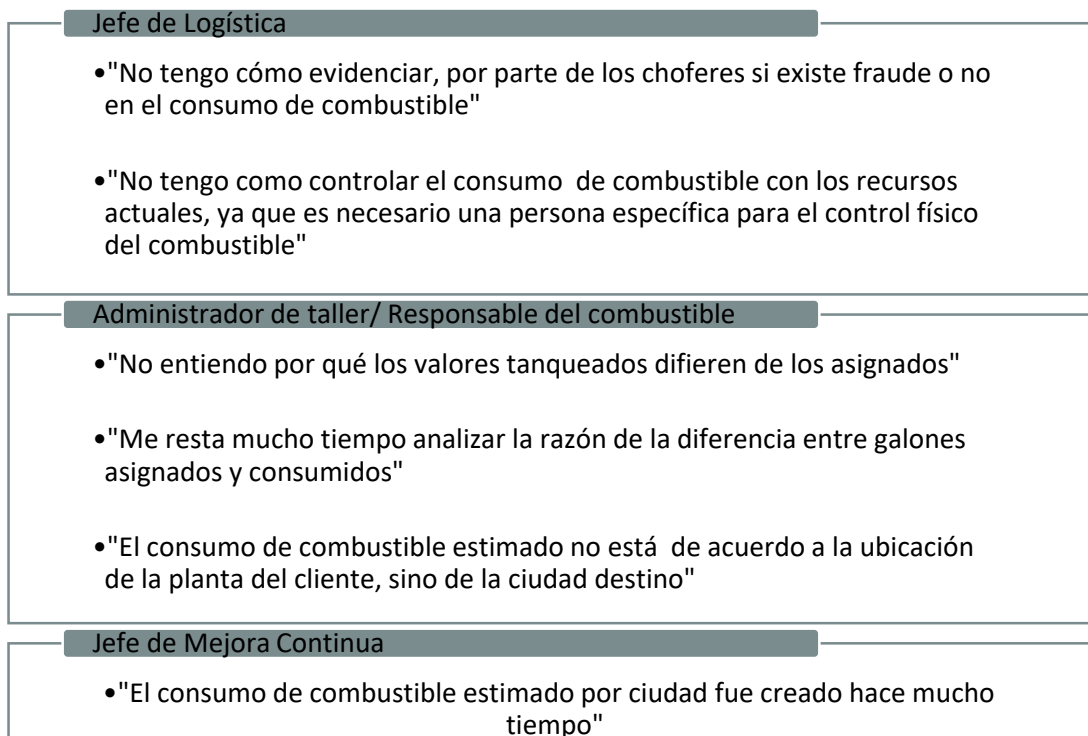 Jefe de Logística
•"No tengo cómo evidenciar, por parte de los choferes si existe fraude o no
en el consumo de combustible"
•"No tengo como controlar el consumo  de combustible con los recursos
actuales, ya que es necesario una persona específica para el control físico
del combustible"
Administrador de taller/ Responsable del combustible
•"No entiendo por qué los valores tanqueados difieren de los asignados"
•"Me resta mucho tiempo analizar la razón de la diferencia entre galones
asignados y consumidos"
•"El consumo de combustible estimado no está  de acuerdo a la ubicación
de la planta del cliente, sino de la ciudad destino"
Jefe de Mejora Continua
•"El consumo de combustible estimado por ciudad fue creado hace mucho
tiempo"